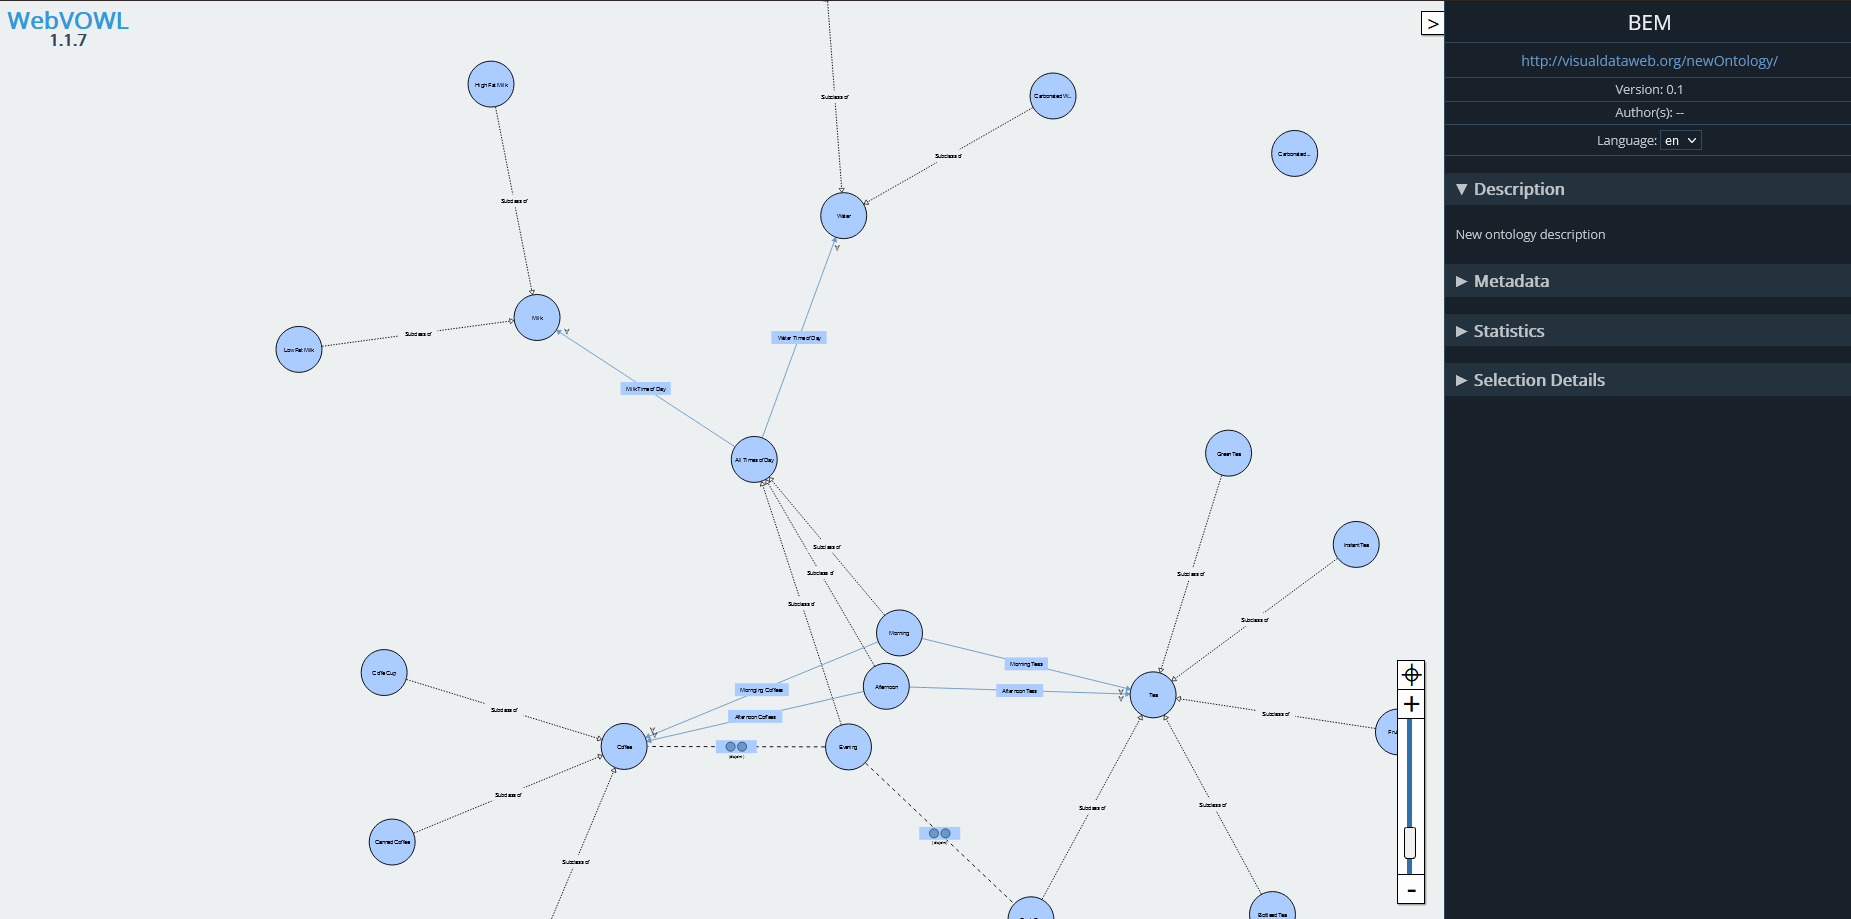 WebVOWL
1.1.7
>
BEM
http://visualdataweb.org/newOntology/
Version: 0.1
Author(s): --
Language: en
▼ Description
New ontology description
▶ Metadata
▶ Statistics
▶ Selection Details
High Fat Milk
Subclass of
Carbonated W...
Subclass of
Carbonated...
Subclass of
Water
Milk
Subclass of
Low Fat Milk
Water Time of Day
Milk Time of Day
All Times of Day
Green Tea
Instant Tea
Subclass of
Subclass of
Subclass of
Subclass of
Subclass of
Morning
Morning Teas
Coffe Cup
Mornging Coffees
Afternoon
Afternoon Teas
Tea
Subclass of
Afternoon Coffees
Subclass of
Coffee
Evening
Subclass of
Subclass of
Subclass of
Canned Coffee
Subclass of
Bottled Tea
+
-